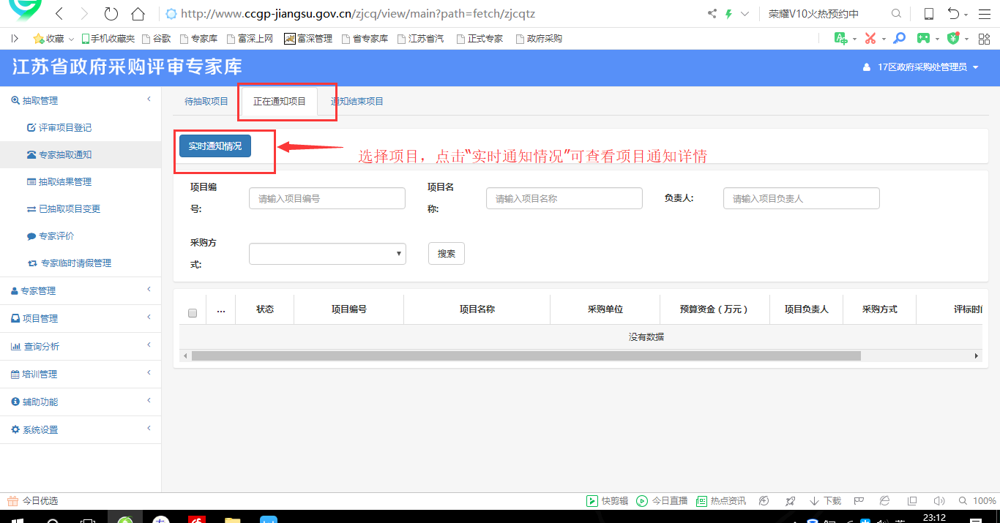 http://www.ccgp-jiangsu.gov.cn/zjcq/view/main?path=fetch/zjcqtz
荣耀V10火热预约中
收藏 手机收藏夹 谷歌 专家库 富深上网 富深管理 省专家库 江苏省汽 正式专家 政府采购
江苏省政府采购评审专家库
17区政府采购处管理员
抽取管理
评审项目登记
专家抽取通知
抽取结果管理
已抽取项目变更
专家评价
专家临时请假管理
专家管理
项目管理
查询分析
培训管理
辅助功能
系统设置
待抽取项目 正在通知项目 通知结束项目
实时通知情况
选择项目，点击“实时通知情况”可查看项目通知详情
项目编号:
请输入项目编号
项目名称:
请输入项目名称
负责人:
请输入项目负责人
采购方式:
搜索
... 状态 项目编号 项目名称 采购单位 预算资金（万元） 项目负责人 采购方式 评标时
没有数据
今日优选
快剪辑 今日直播 热点资讯 下载 100%
23:12